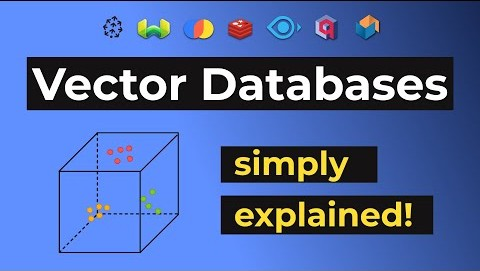 Vector Databases
simply
explained!